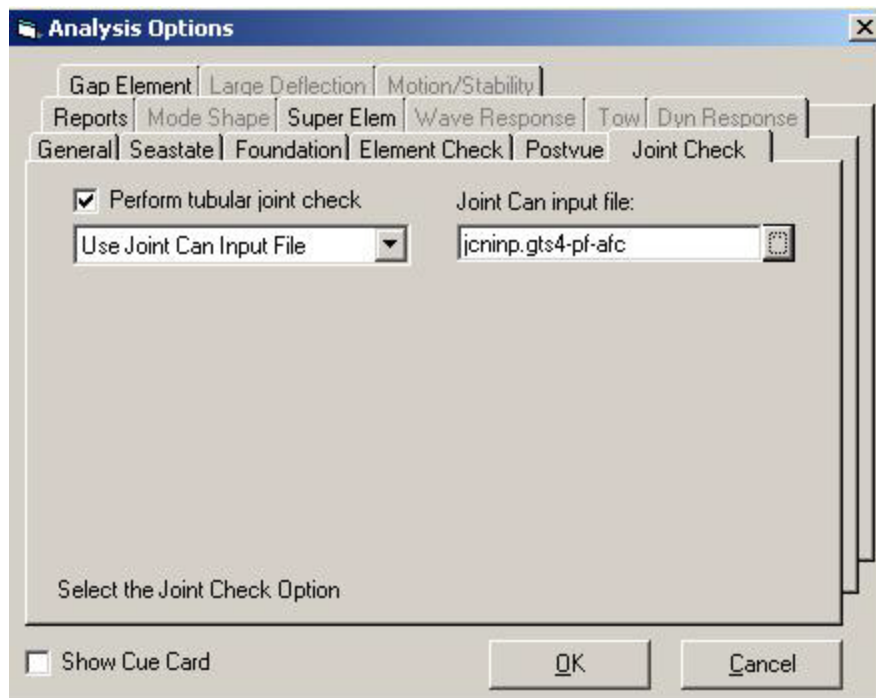 Analysis Options
Gap Element Large Deflection Motion/Stability
Reports Mode Shape Super Elem Wave Response Tow Dyn Response
General Seastate Foundation Element Check Postvue Joint Check
Perform tubular joint check Joint Can input file:
Use Joint Can Input File jcninp.gts4-pf-afc
Select the Joint Check Option
Show Cue Card OK Cancel